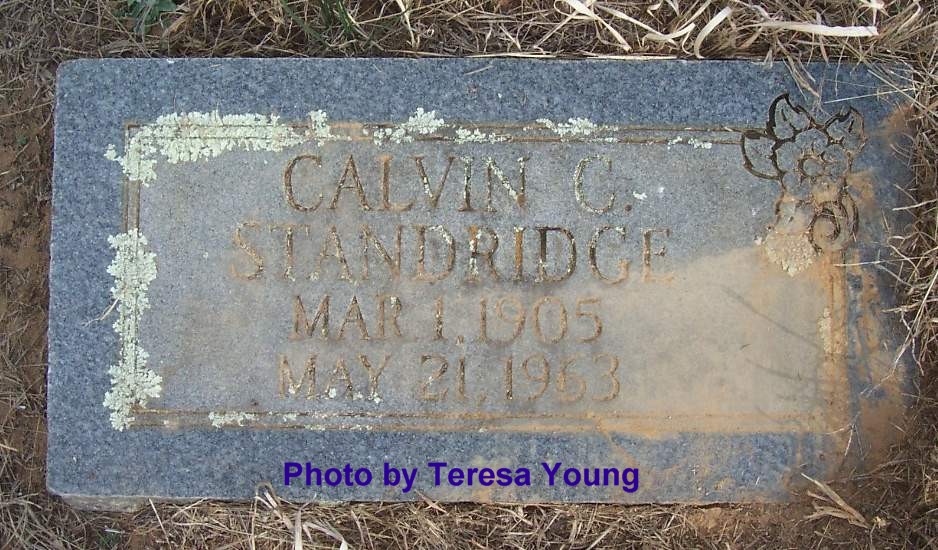 CALVIN C.
STANDRIDGE
MAR. 1, 1905
MAY 21, 1963
Photo by Teresa Young